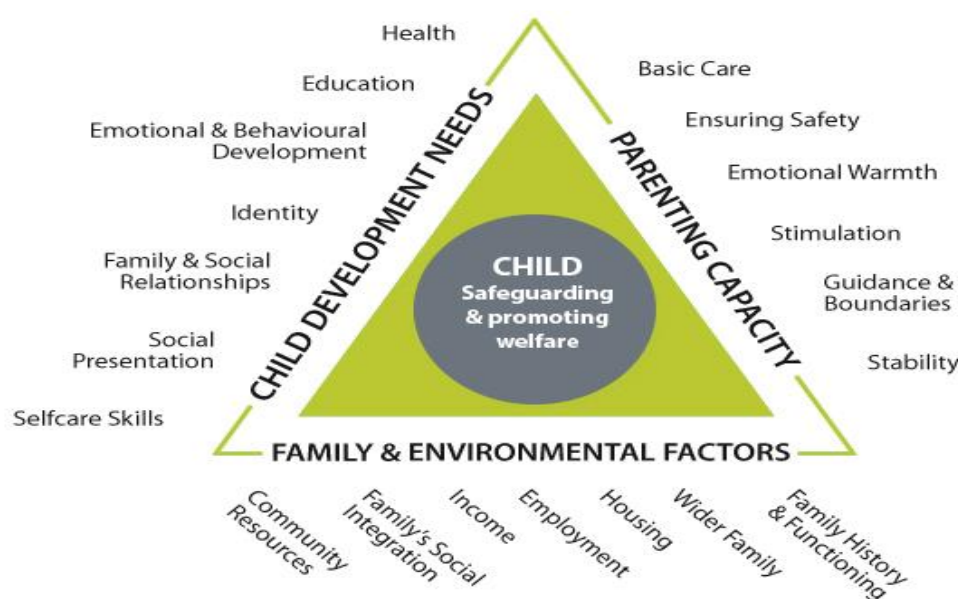 Health
Education
Emotional & Behavioural
Development
Identity
Family & Social
Relationships
Social
Presentation
Selfcare Skills
CHILD DEVELOPMENT NEEDS
CHILD
Safeguarding
& promoting
welfare
PARENTING CAPACITY
Basic Care
Ensuring Safety
Emotional Warmth
Stimulation
Guidance &
Boundaries
Stability
FAMILY & ENVIRONMENTAL FACTORS
Community
Resources
Family's Social
Integration
Income
Employment
Housing
Wider Family
Family History
& Functioning